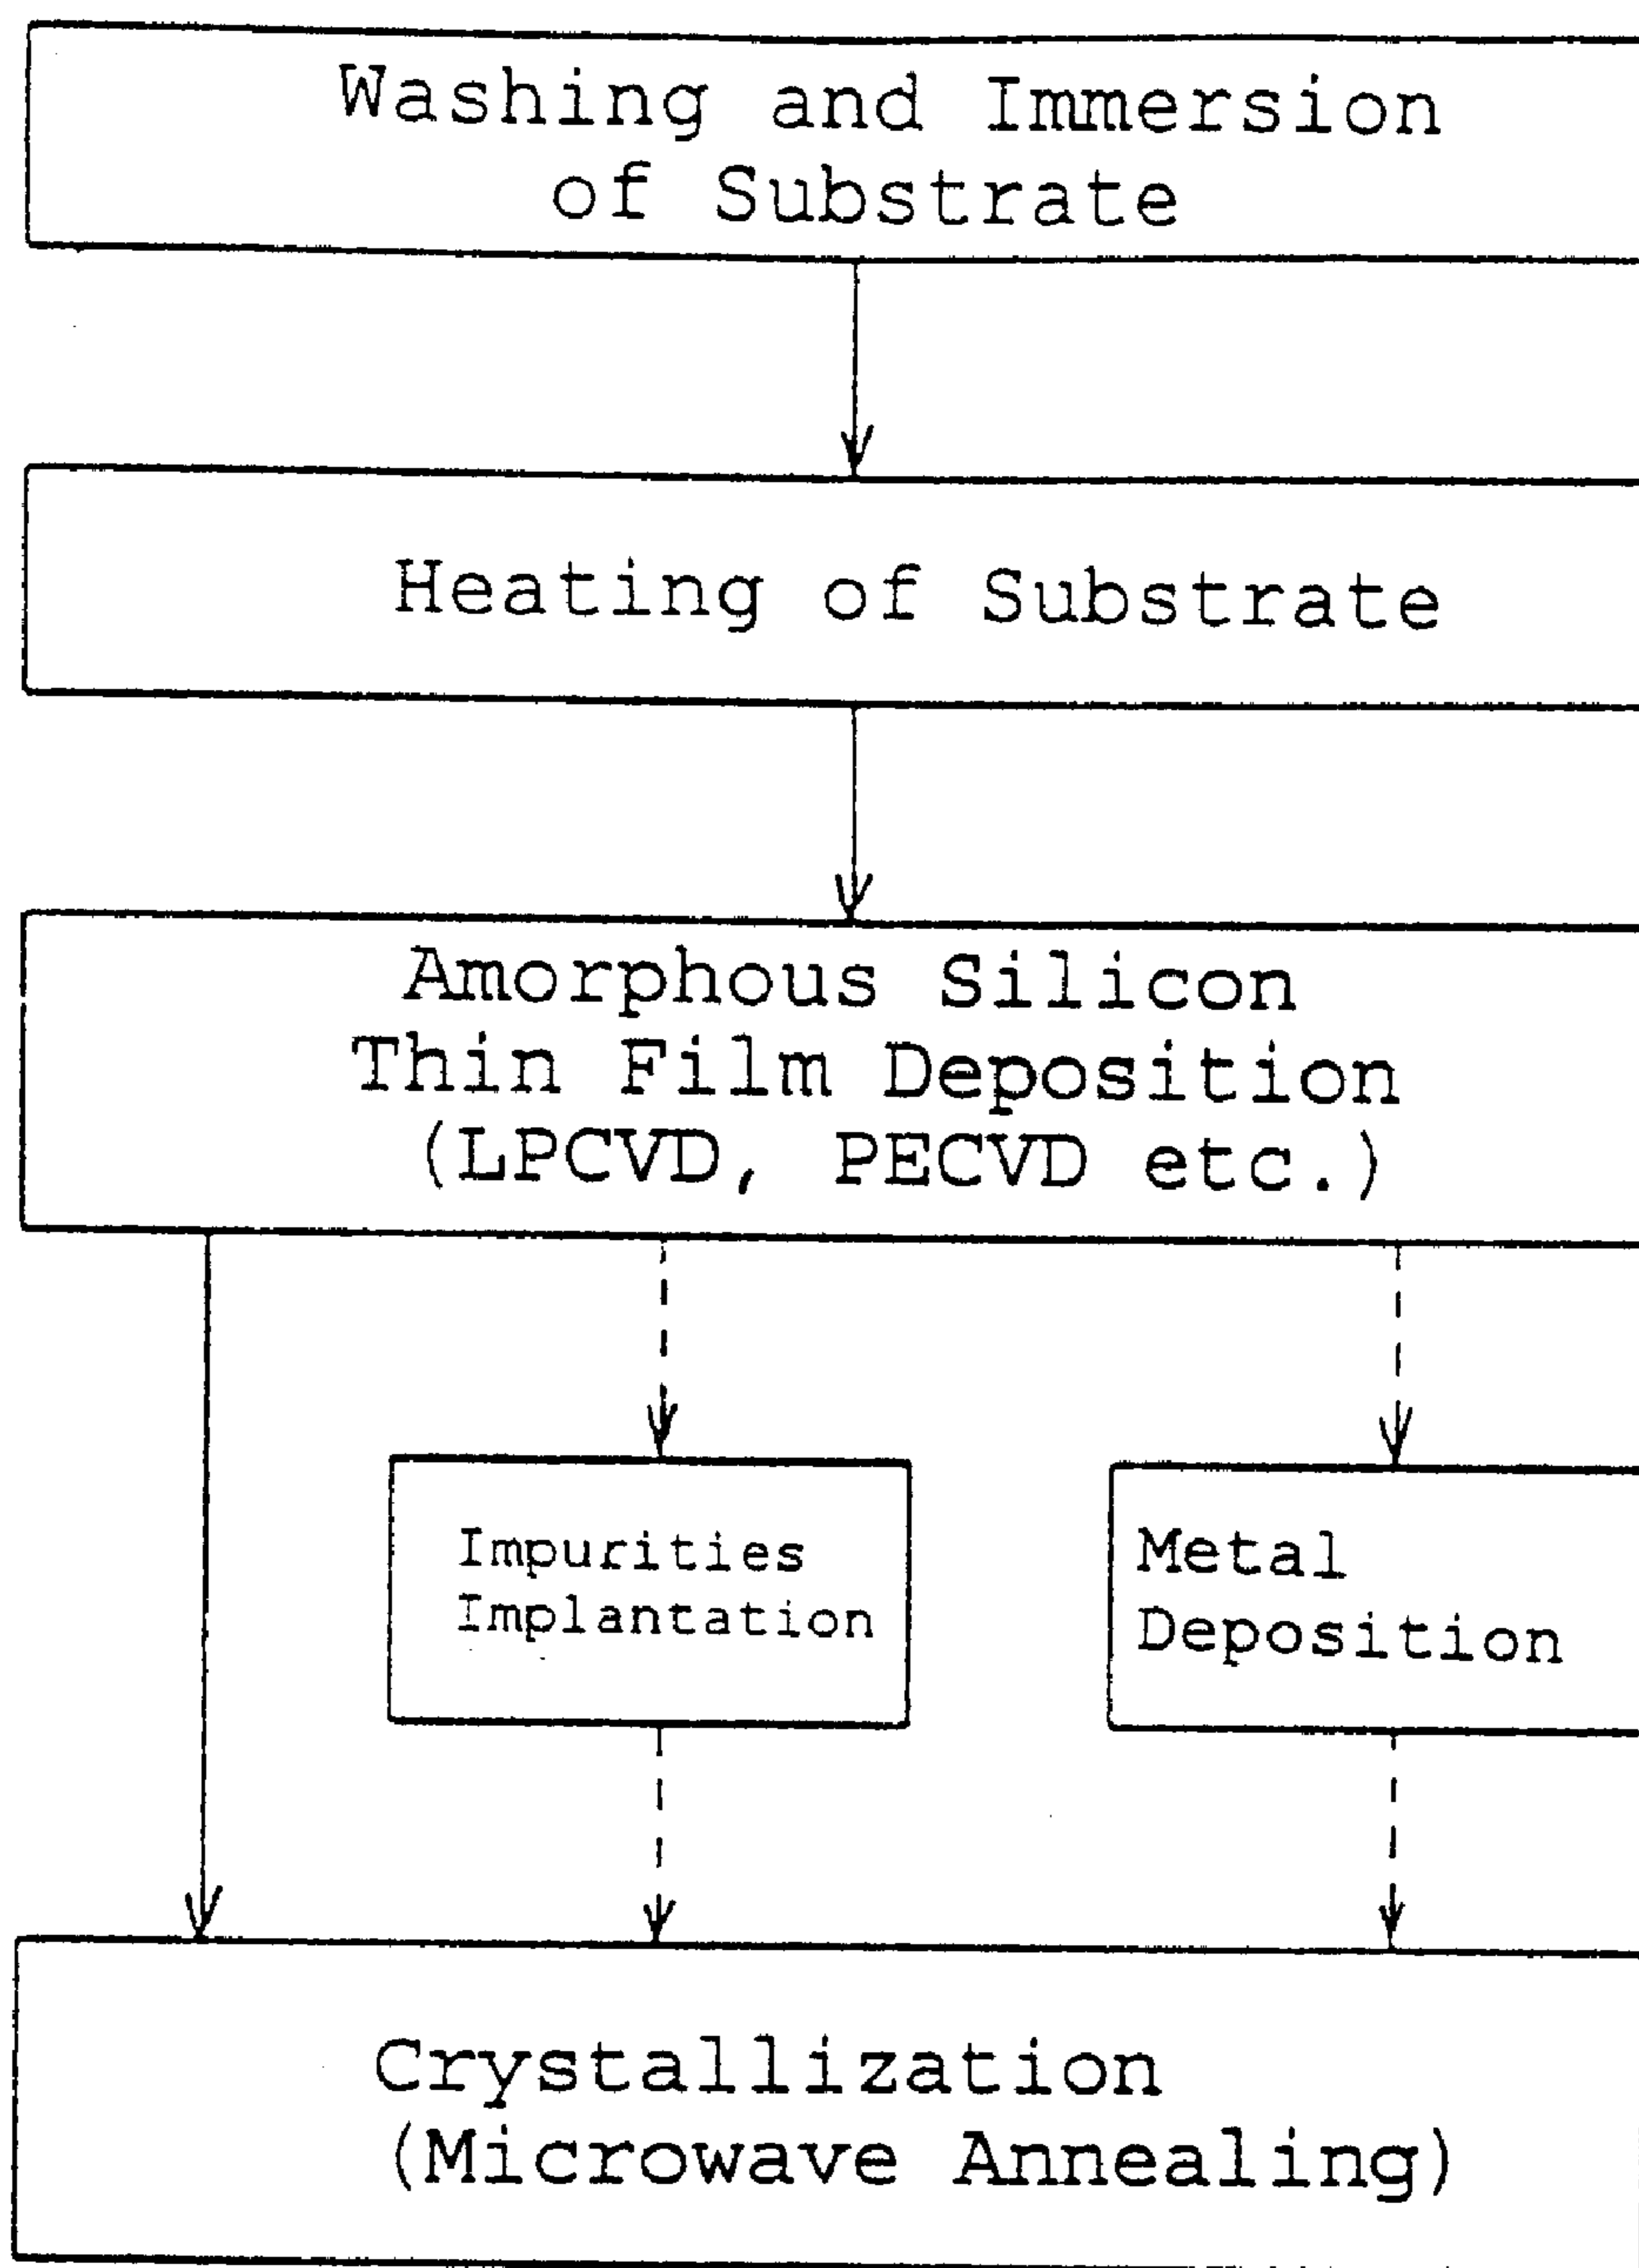 Washing and Immersion
of Substrate
Heating of Substrate
Amorphous Silicon
Thin Film Deposition
(LPCVD, PECVD etc.)
Impurities
Implantation
Metal
Deposition
Crystallization
(Microwave Annealing)